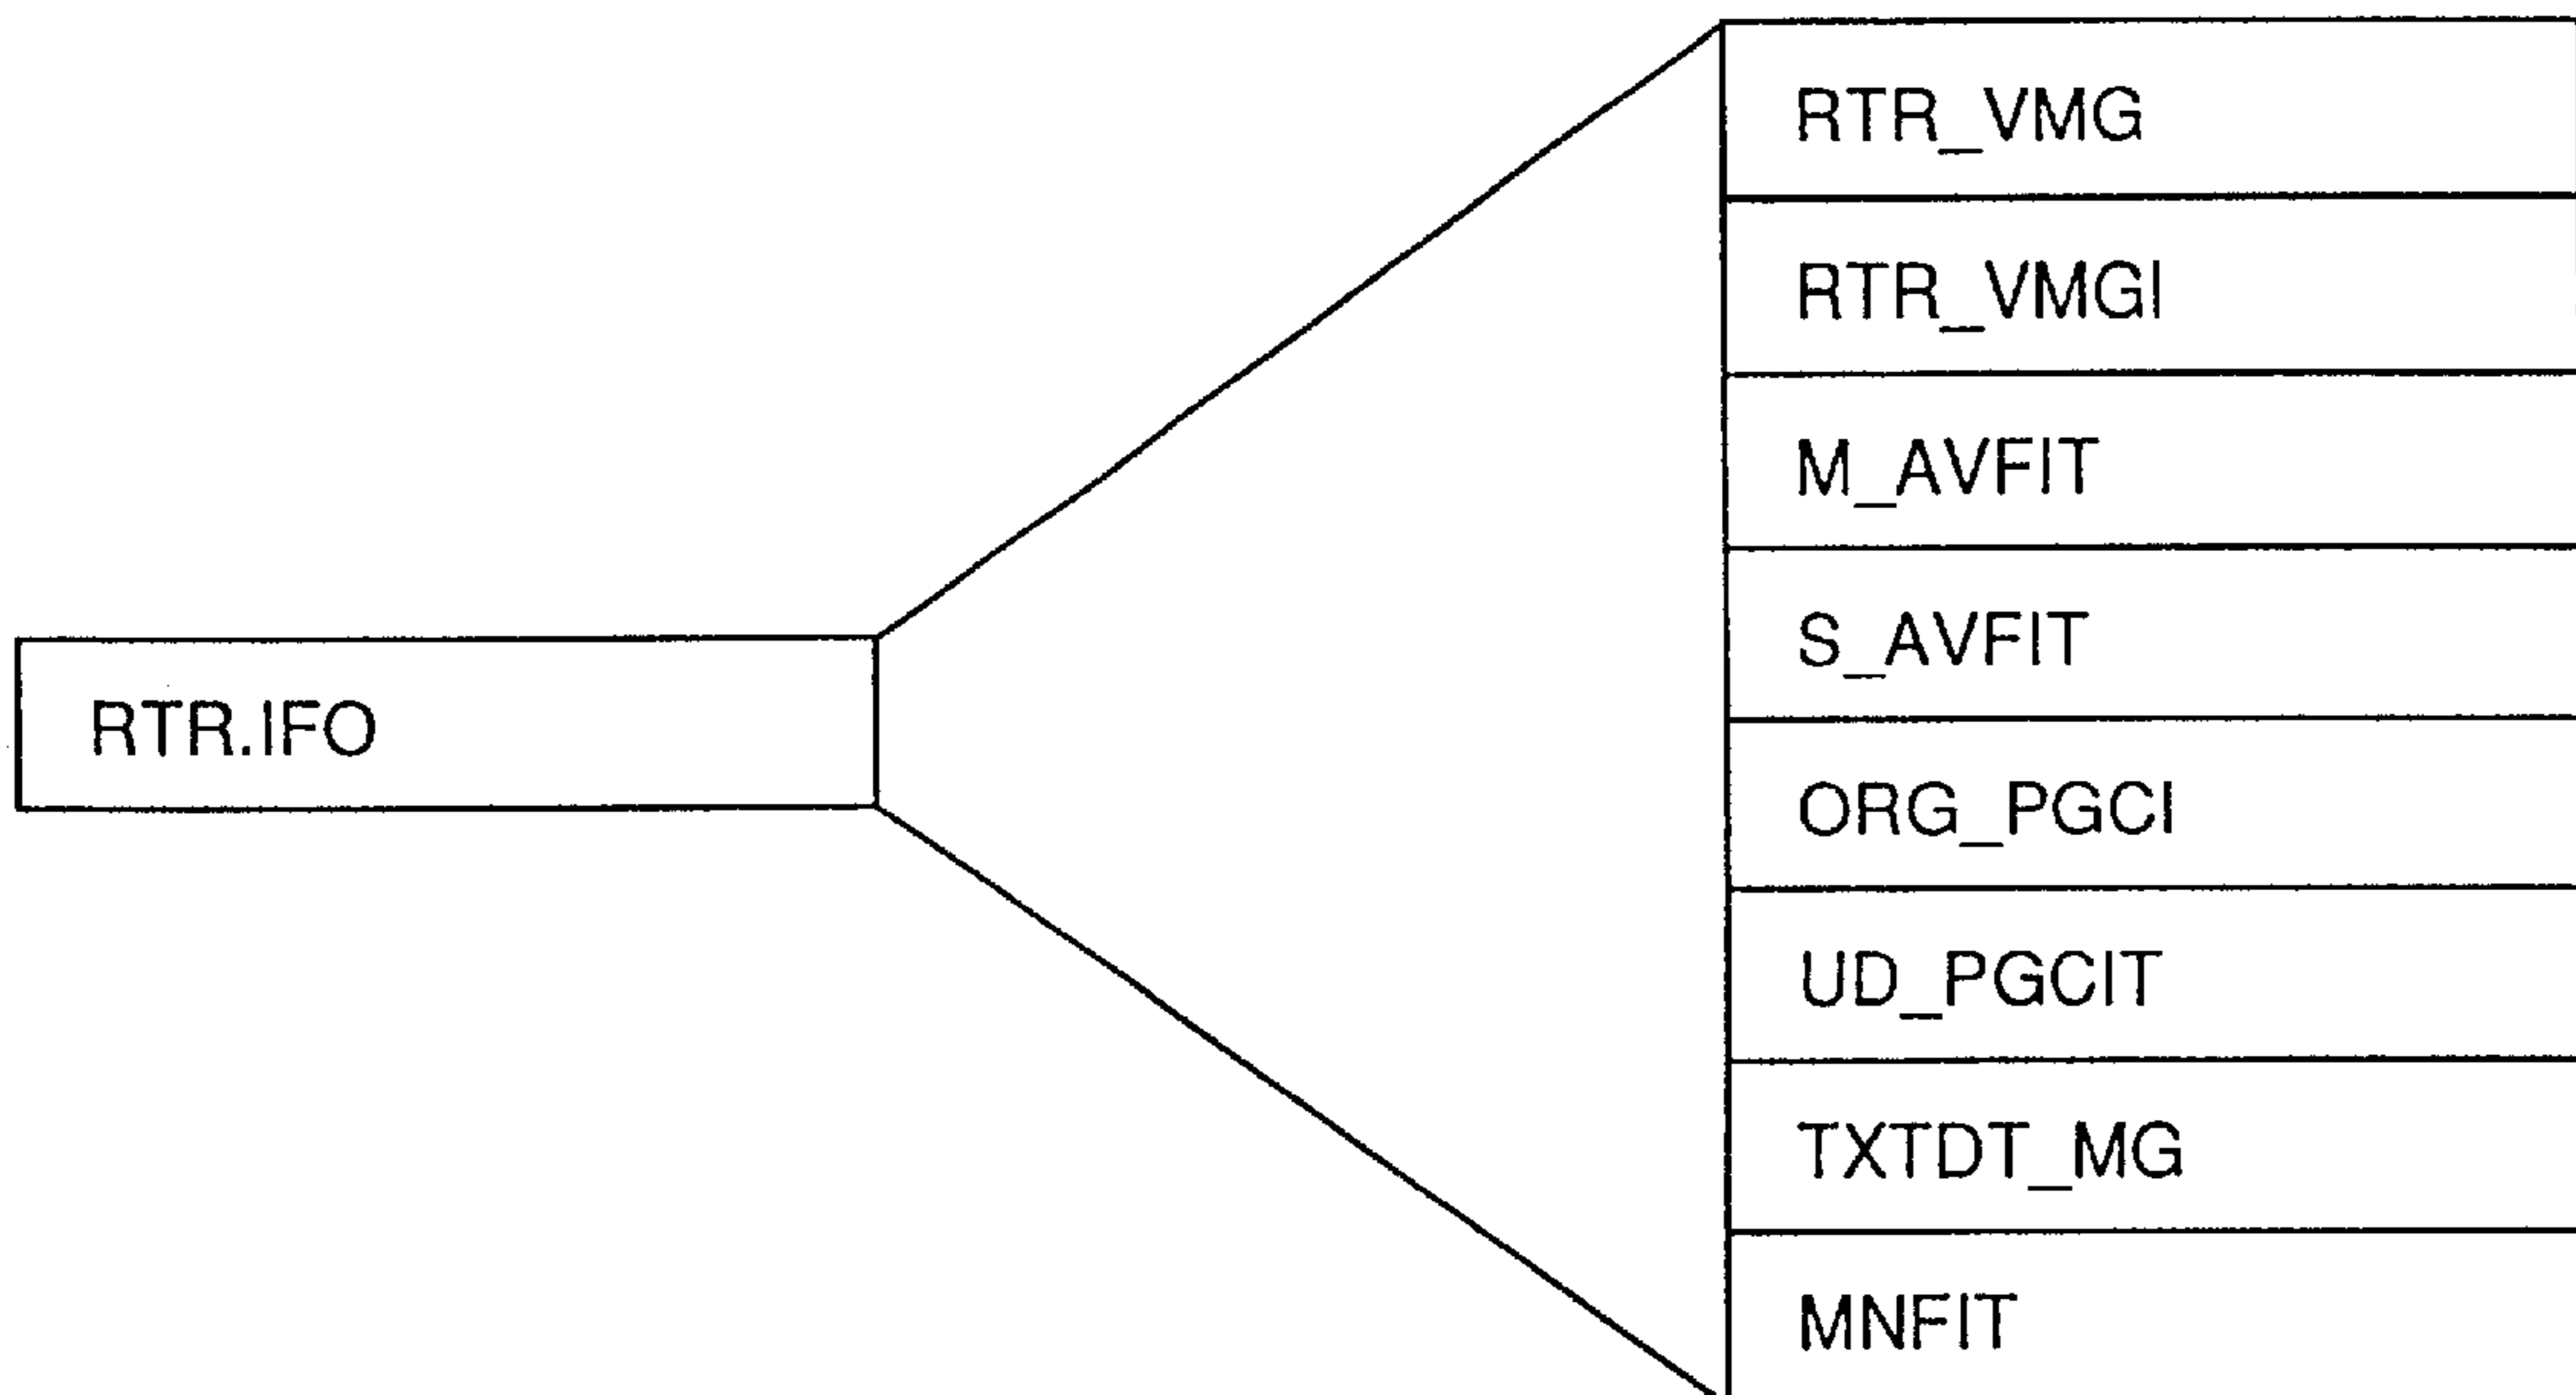 RTR.IFO
RTR_VMG
RTR_VMGI
M_AVFIT
S_AVFIT
ORG_PGCI
UD_PGCIT
TXTDT_MG
MNFIT